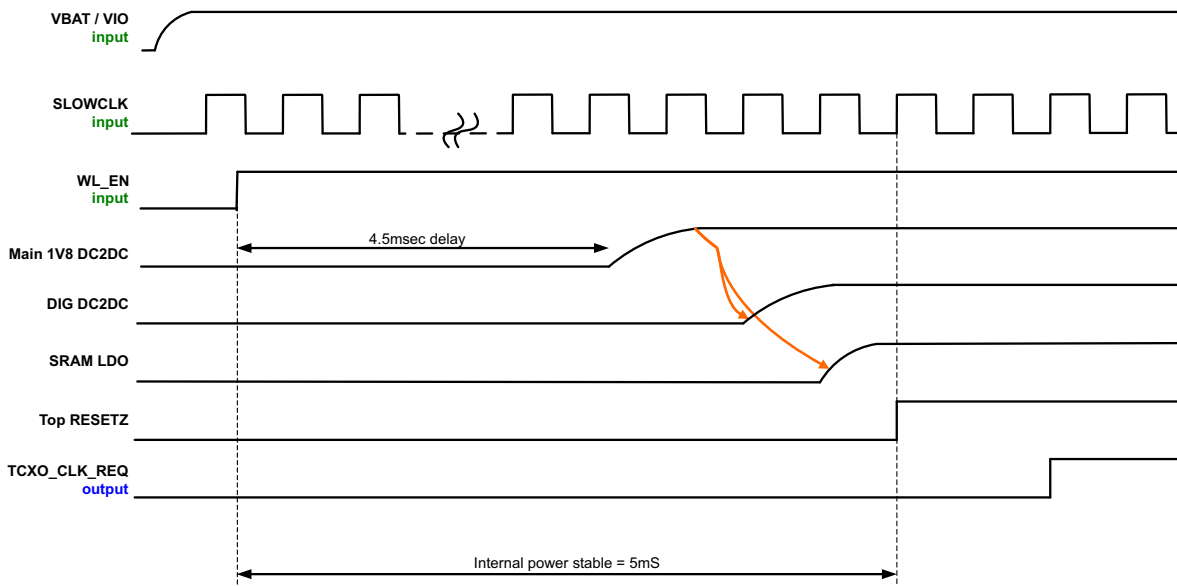 VBAT / VIO
input
SLOWCLK
input
WL_EN
input
4.5msec delay
Main 1V8 DC2DC
DIG DC2DC
SRAM LDO
Top RESETZ
TCXO_CLK_REQ
output
Internal power stable = 5mS